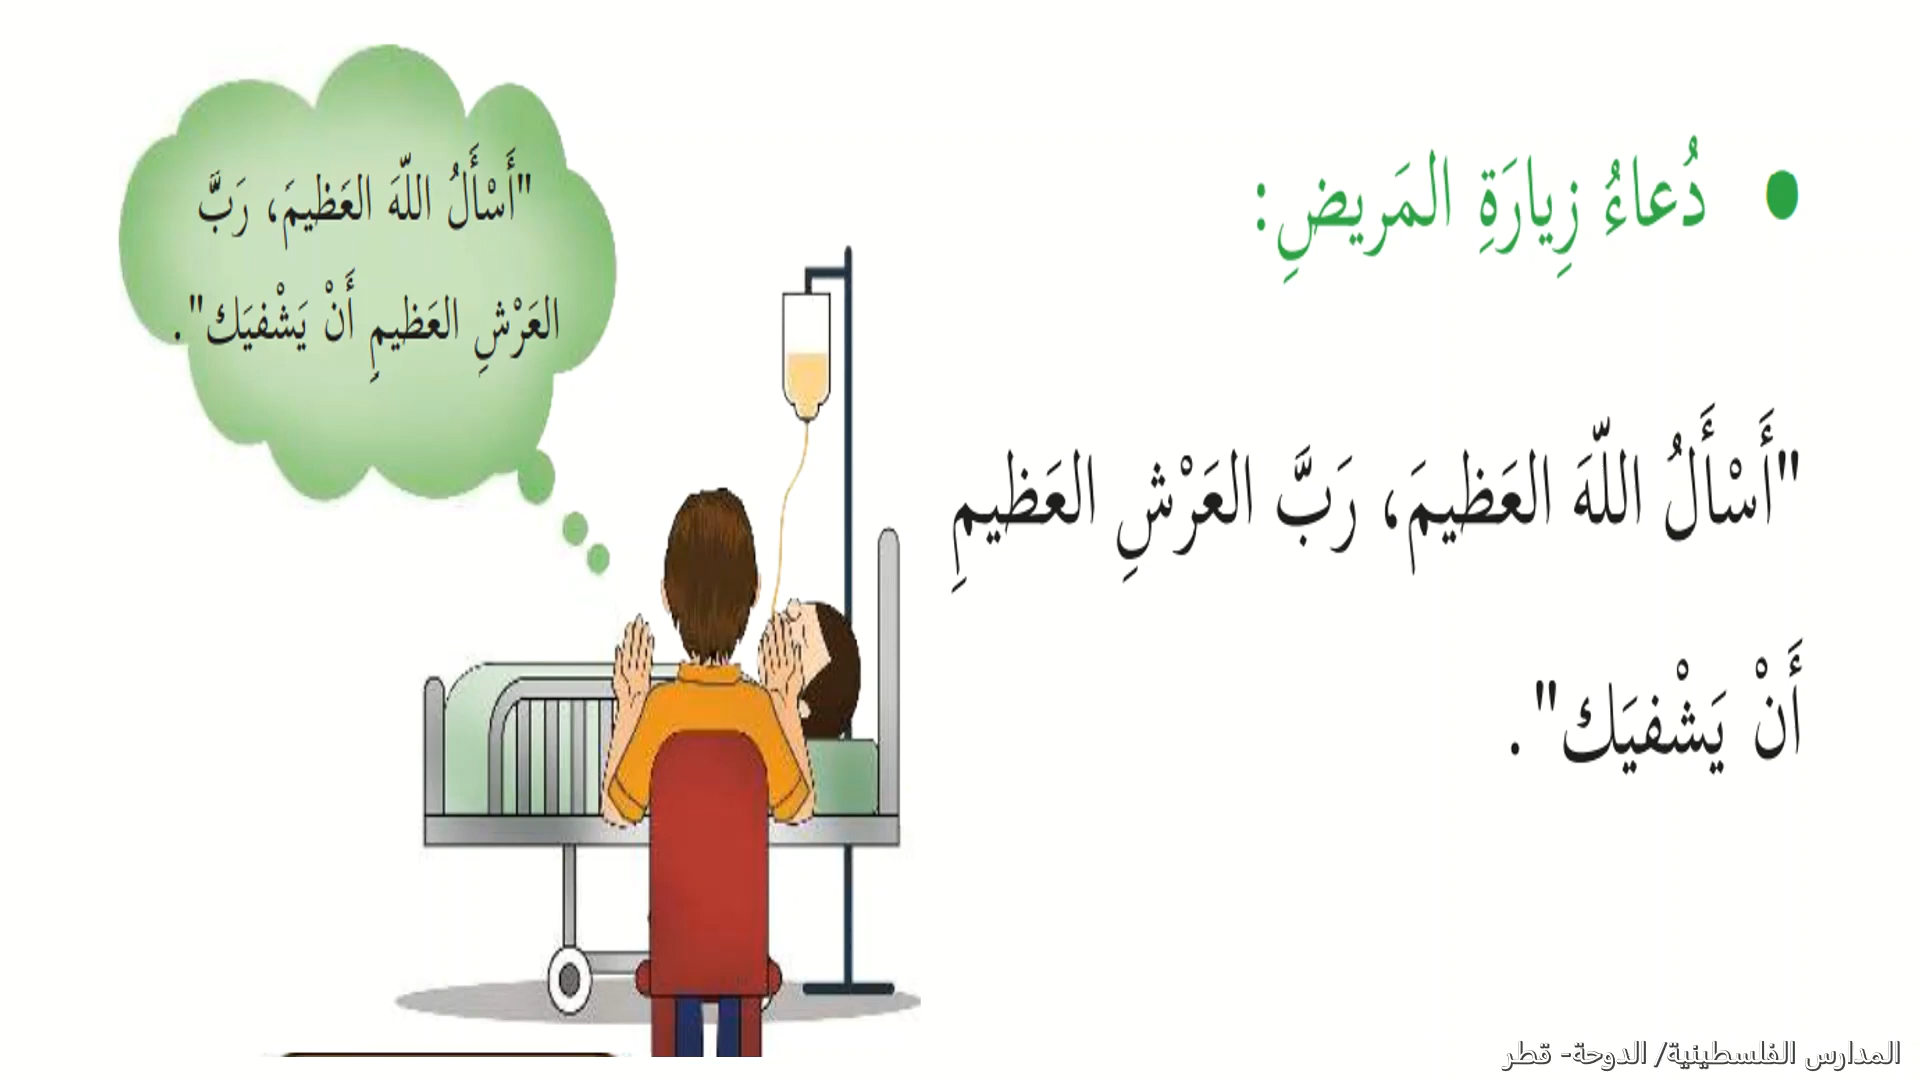 • دُعاءُ زِيارَةِ المَريضِ:
"أَسْأَلُ اللّهَ العَظيمَ، رَبَّ العَرْشِ العَظيمِ
أَنْ يَشْفيَك".
"أَسْأَلُ اللّهَ العَظيمَ، رَبَّ
العَرْشِ العَظيمِ أَنْ يَشْفيَك".
المدارس الفلسطينية/ الدوحة- قطر